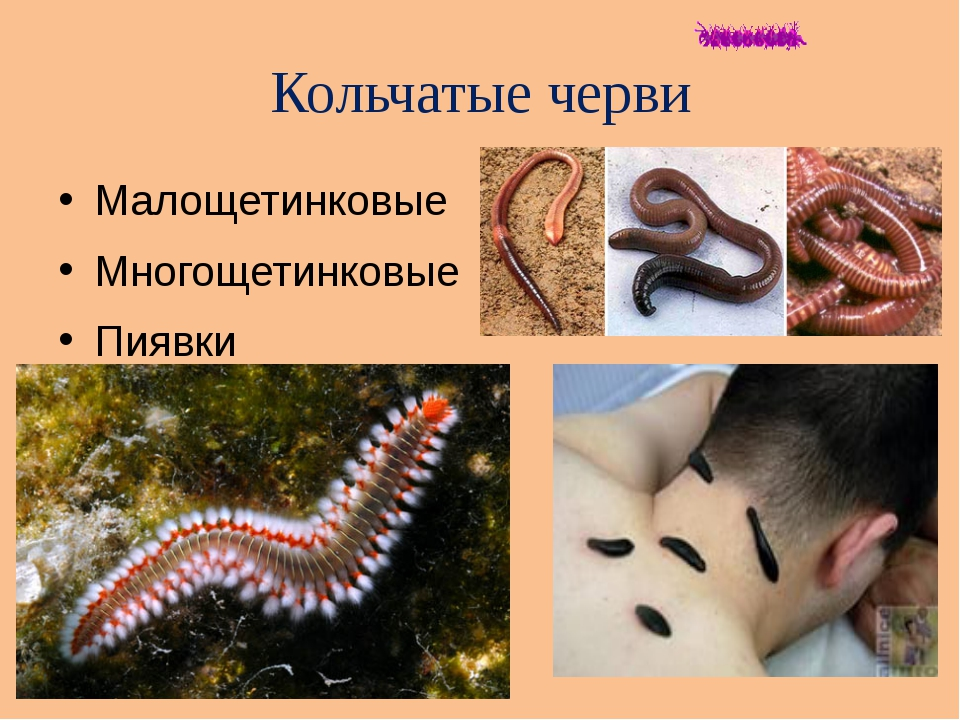 Кольчатые черви
• Малощетинковые
• Многощетинковые
• Пиявки